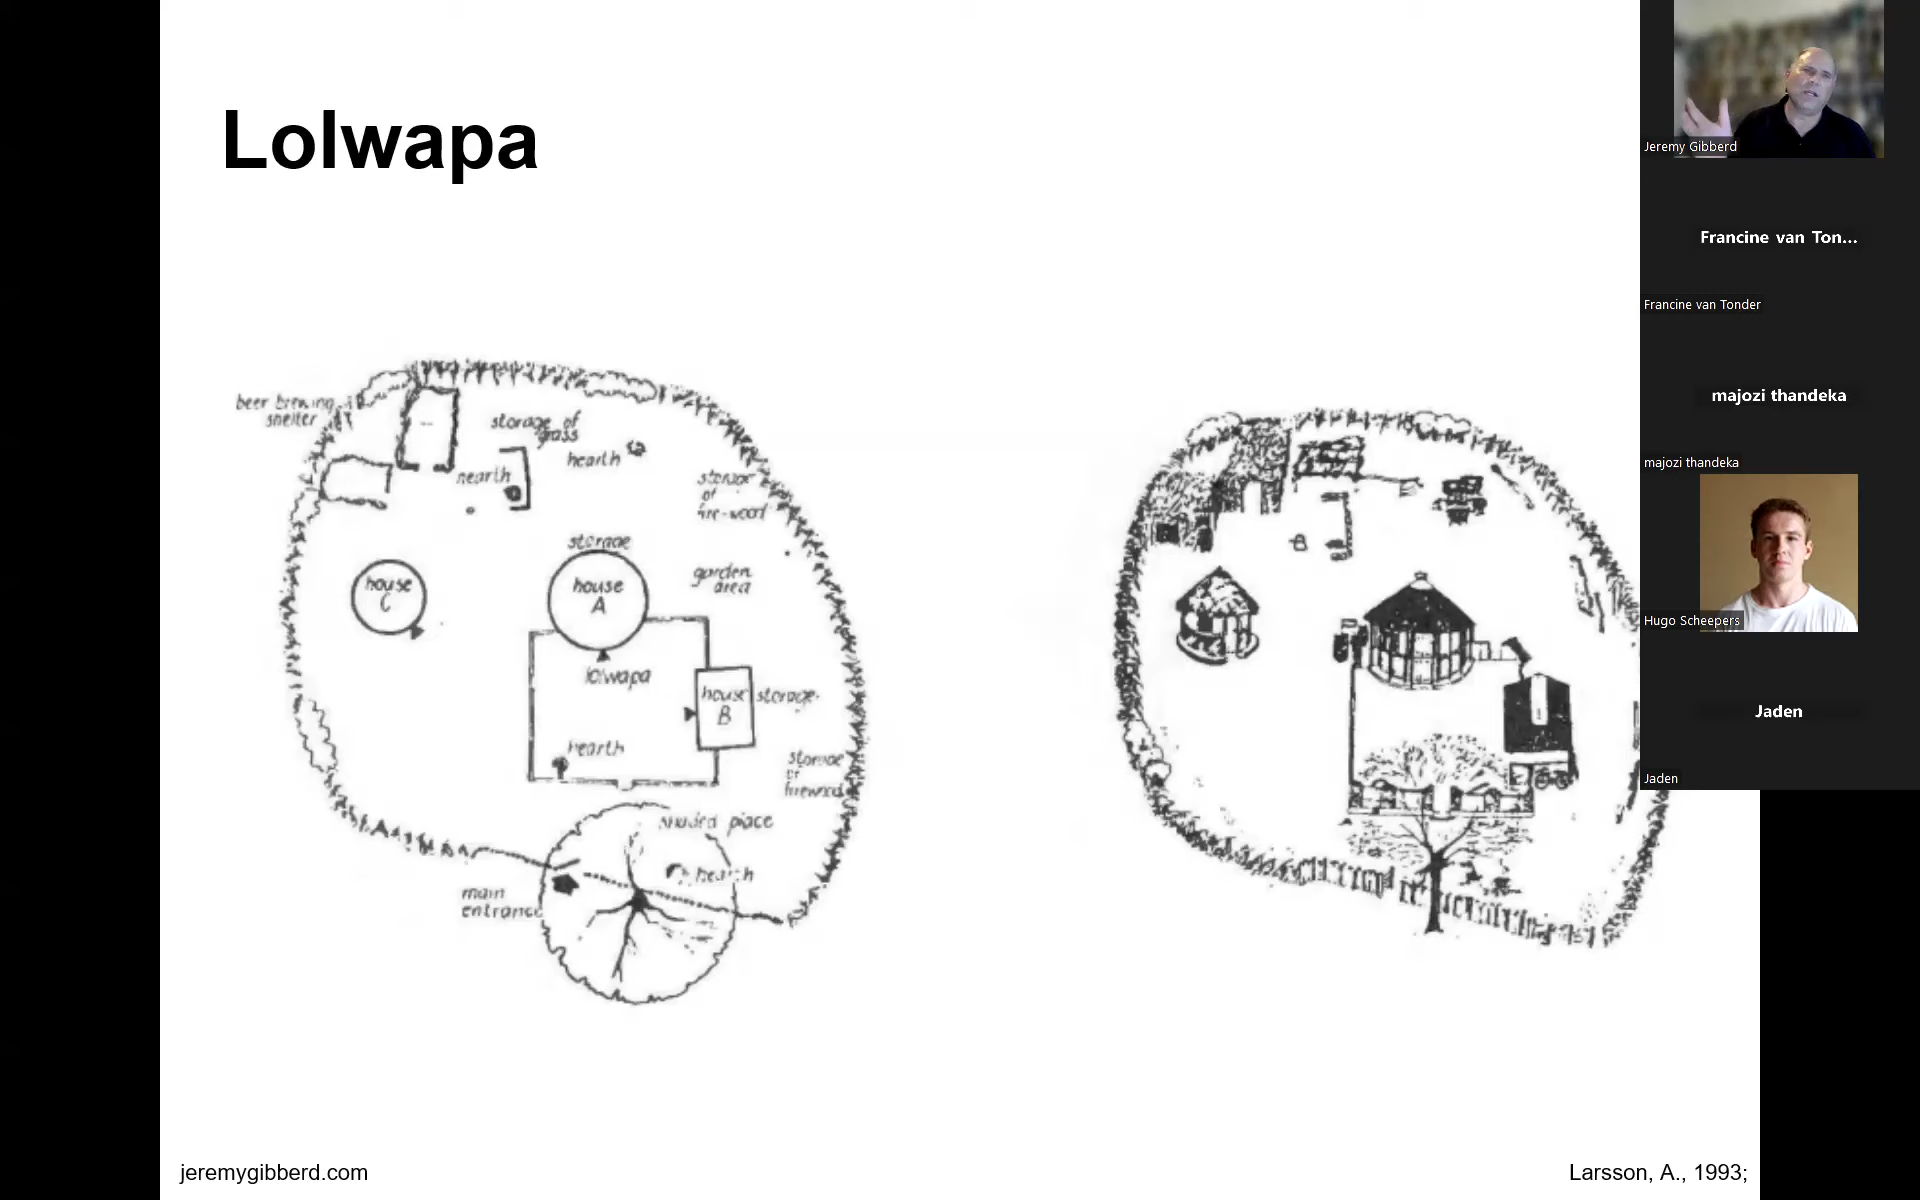 Lolwapa
beer brewing
shelter
storage of
grass
hearth
hearth
storage
of
fire-wood
storage
house
A
garden
area
house
C
lolwapa
house
B
storage
hearth
storage
of
firewood
shaded place
hearth
main
entrance
jeremygibberd.com
Larsson, A., 1993;
Jeremy Gibberd
Francine van Ton...
Francine van Tonder
majozi thandeka
majozi thandeka
Hugo Scheepers
Jaden
Jaden